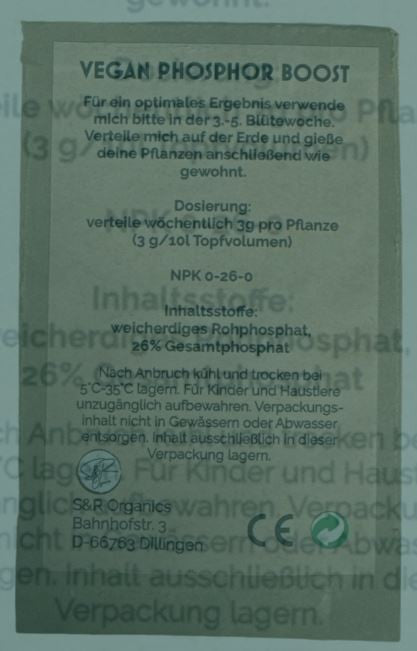 VEGAN PHOSPHOR BOOST
Für ein optimales Ergebnis verwende
mich bitte in der 3.-5. Blütewoche.
Verteile mich auf der Erde und gieße
deine Pflanzen anschließend wie
gewohnt.
Dosierung:
verteile wöchentlich 3g pro Pflanze
(3 g/10l Topfvolumen)
NPK 0-26-0
Inhaltsstoffe:
weicherdiges Rohphosphat,
26% Gesamtphosphat
Nach Anbruch kühl und trocken bei
5°C-35°C lagern. Für Kinder und Haustiere
unzugänglich aufbewahren. Verpackungs-
inhalt nicht in Gewässern oder Abwasser
entsorgen. Inhalt ausschließlich in dieser
Verpackung lagern.
S&R
S&R Organics
Bahnhofstr. 3
D-66763 Dillingen
CE